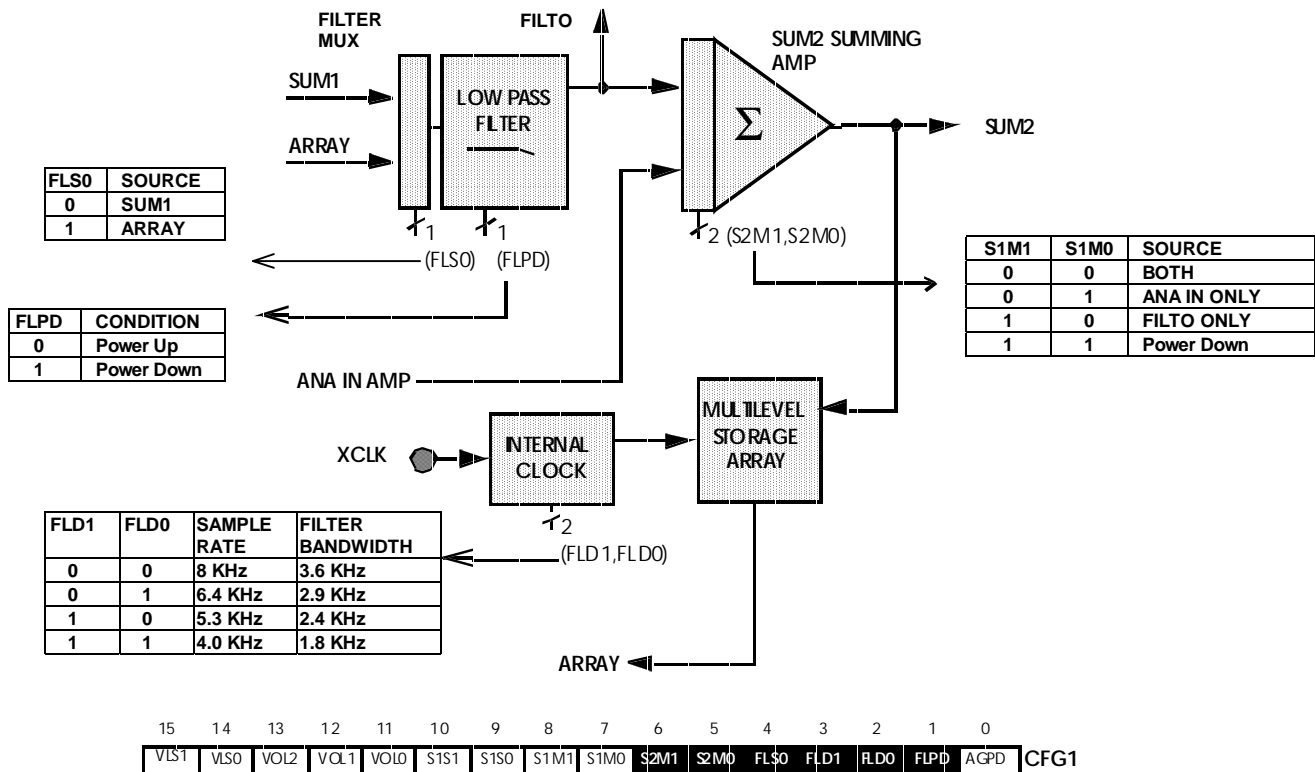 FILTER
MUX
FILTO
SUM2 SUMMING
AMP
SUM1
ARRAY
LOW PASS
FILTER
Σ
SUM2
FLS0 SOURCE
0 SUM1
1 ARRAY
1
(FLS0)
1
(FLPD)
2 (S2M1,S2M0)
S1M1 S1M0 SOURCE
0 0 BOTH
0 1 ANA IN ONLY
1 0 FILTO ONLY
1 1 Power Down
FLPD CONDITION
0 Power Up
1 Power Down
ANA IN AMP
XCLK
INTERNAL
CLOCK
MULTILEVEL
STORAGE
ARRAY
2
(FLD1,FLD0)
FLD1 FLD0 SAMPLE RATE FILTER BANDWIDTH
0 0 8 KHz 3.6 KHz
0 1 6.4 KHz 2.9 KHz
1 0 5.3 KHz 2.4 KHz
1 1 4.0 KHz 1.8 KHz
ARRAY
15 14 13 12 11 10 9 8 7 6 5 4 3 2 1 0
VLS1 VLS0 VOL2 VOL1 VOL0 S1S1 S1S0 S1M1 S1M0 S2M1 S2M0 FLS0 FLD1 FLD0 FLPD AGPD CFG1